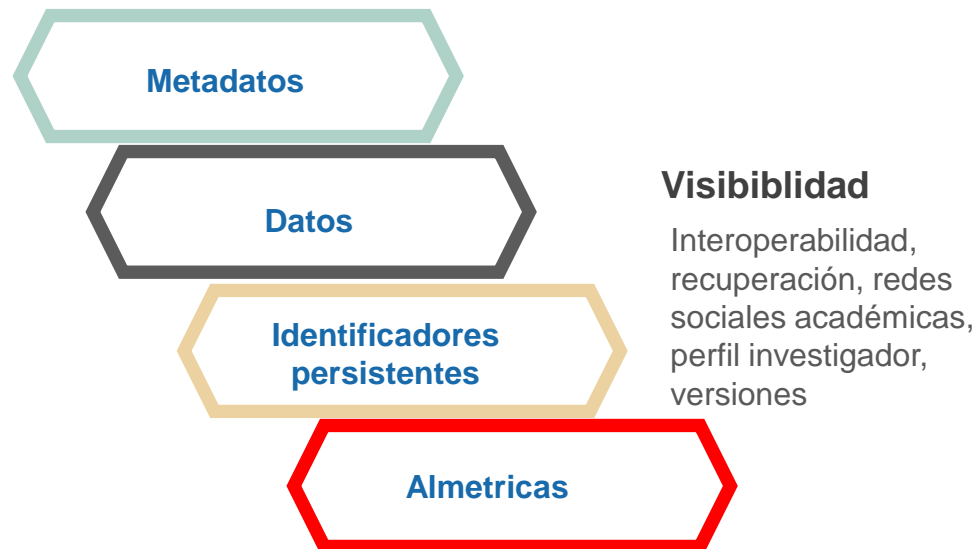 Metadatos
Datos
Identificadores
persistentes
Almetricas
Visibiblidad
Interoperabilidad,
recuperación, redes
sociales académicas,
perfil investigador,
versiones